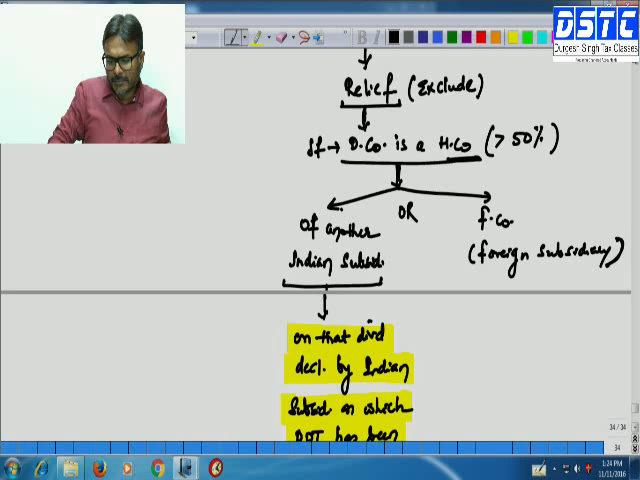 DSTC
Durgesh Singh Tax Classes
Relief (Exclude)
If → D.Co. is a H.Co (> 50%)
OR
Of another
Indian Subsid.
F.Co.
(foreign subsidiary)
on that divd
decl. by Indian
Subsid on which
DDT has been
34 / 34
34
1:24 PM
11/11/2016